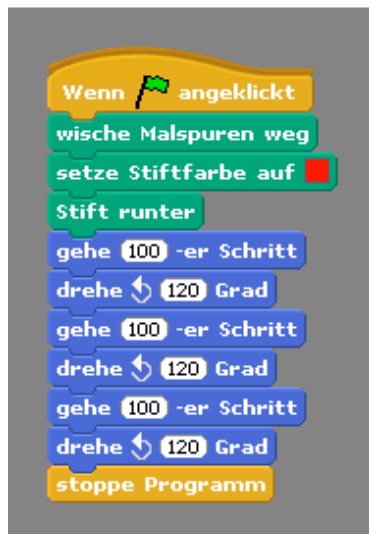 Wenn angeklickt
wische Malspuren weg
setze Stiftfarbe auf
Stift runter
gehe 100 -er Schritt
drehe 120 Grad
gehe 100 -er Schritt
drehe 120 Grad
gehe 100 -er Schritt
drehe 120 Grad
stoppe Programm